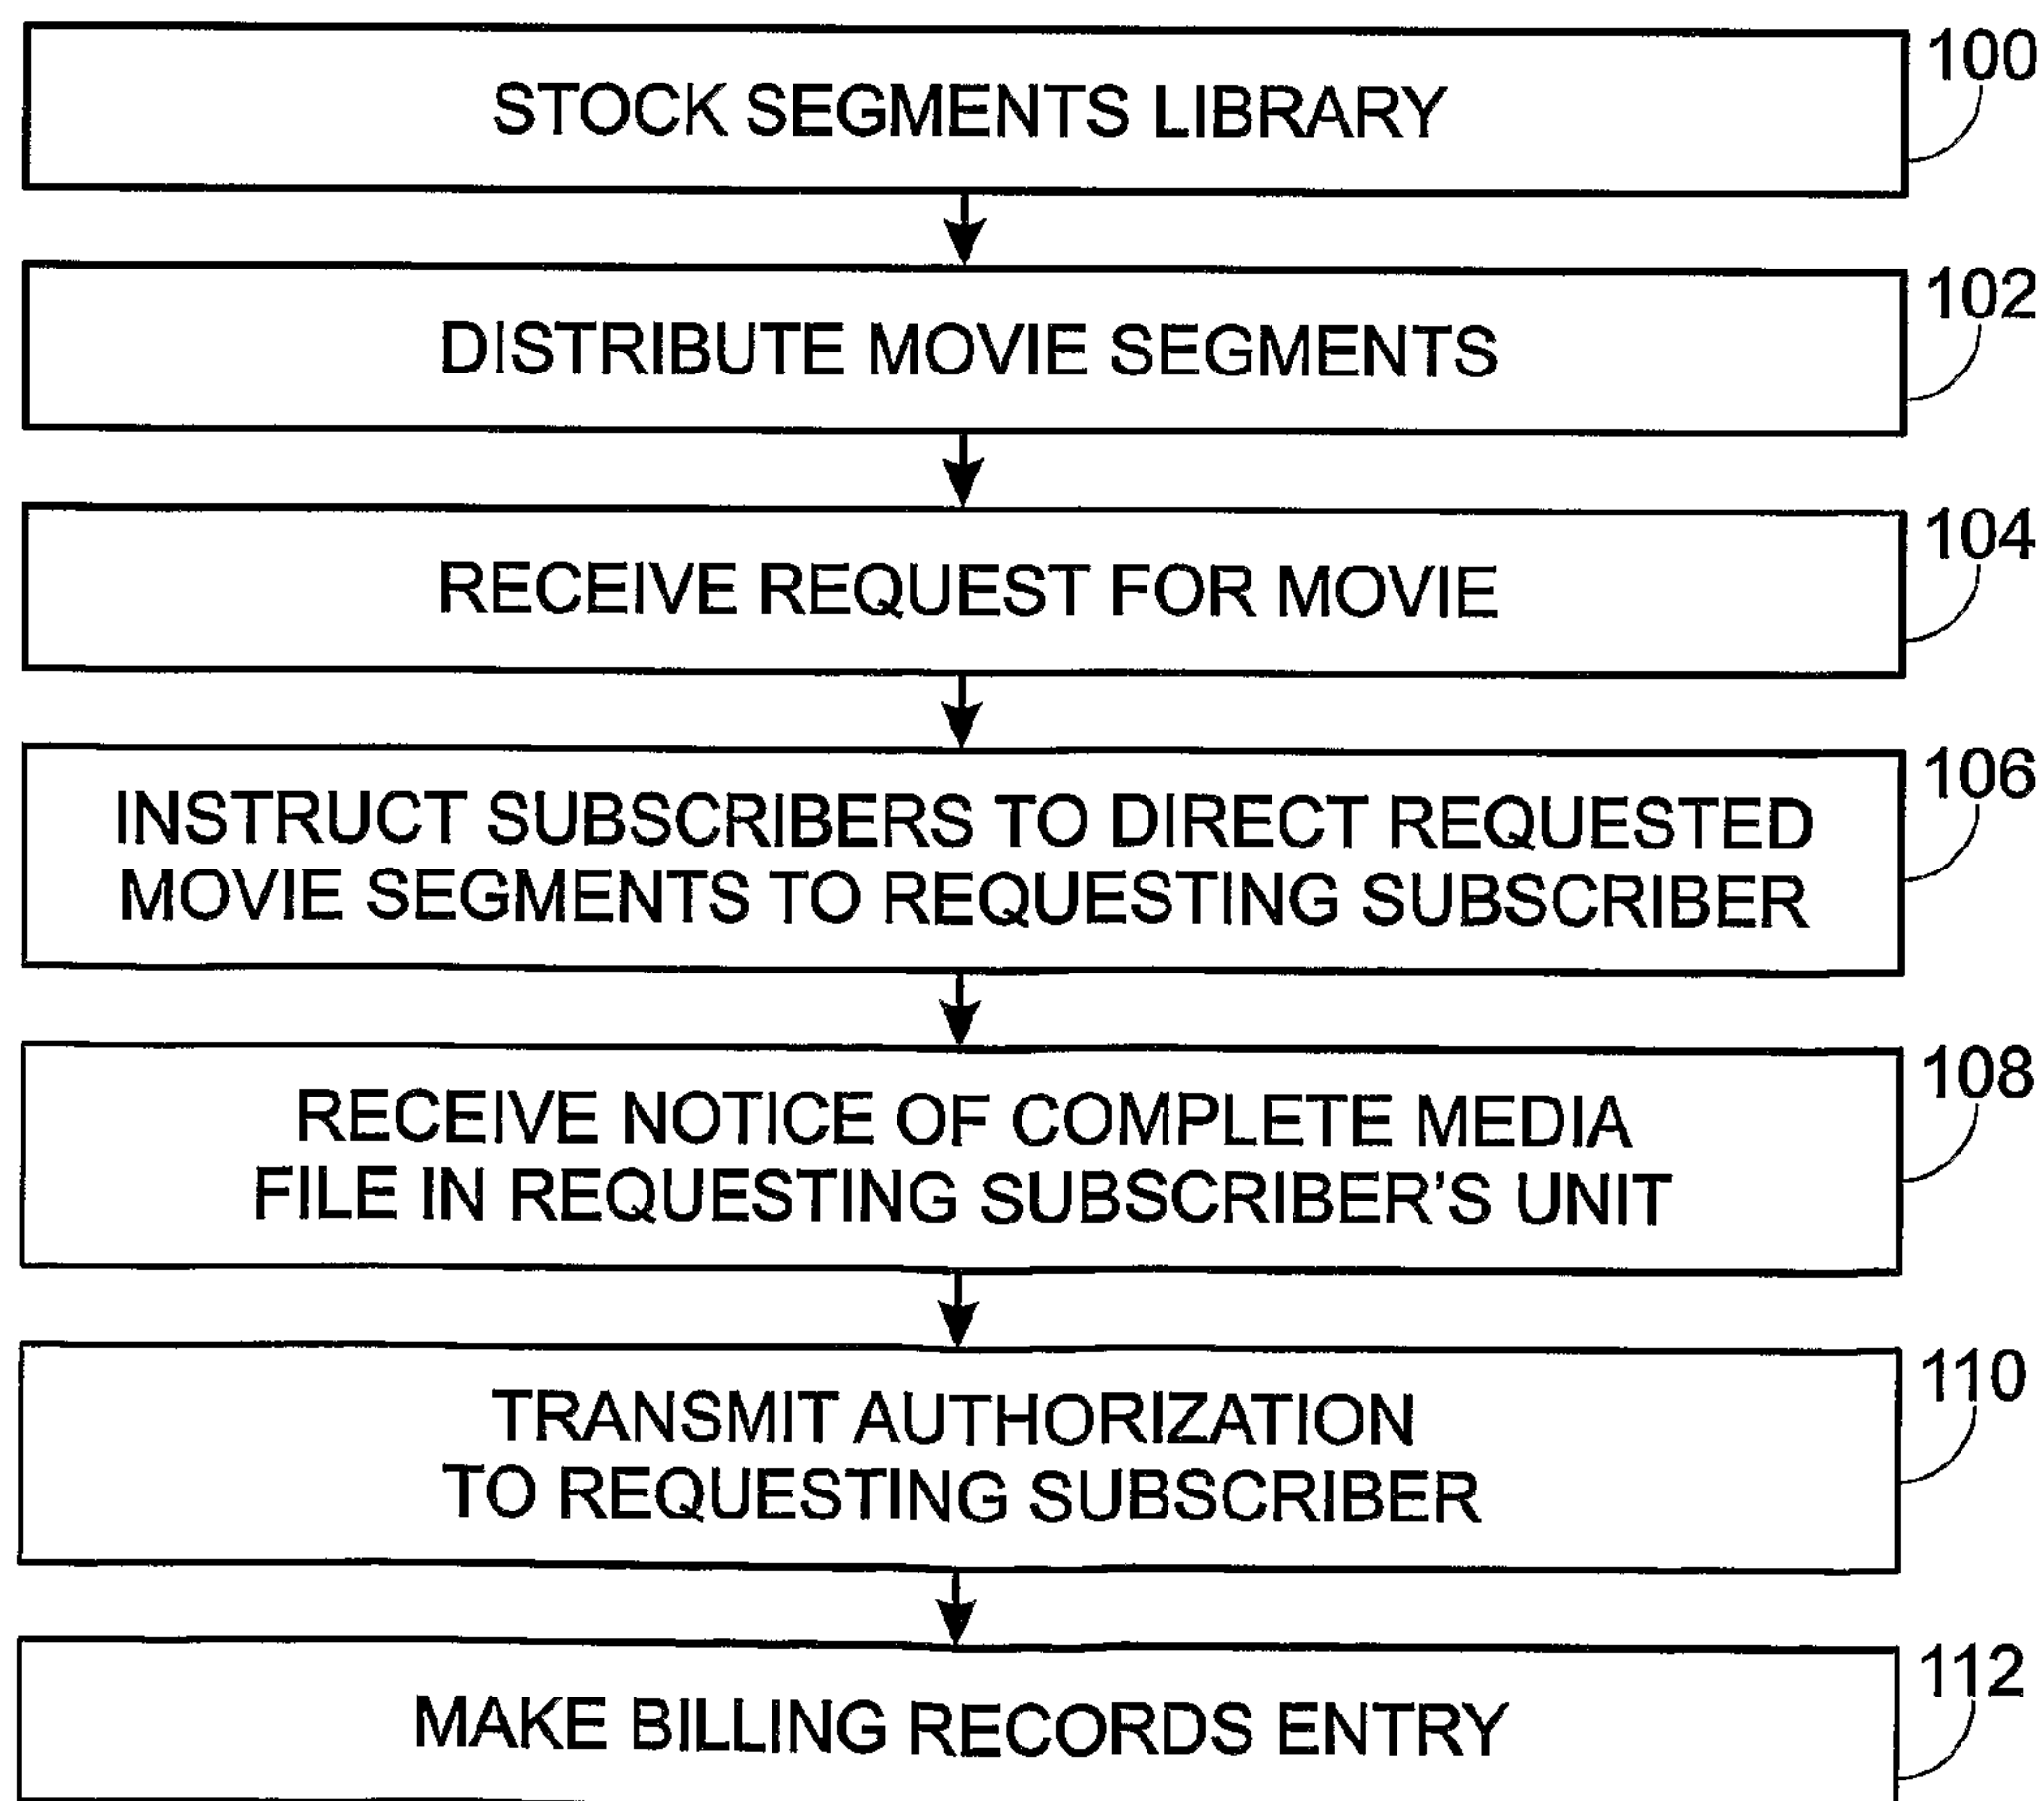 STOCK SEGMENTS LIBRARY
100
DISTRIBUTE MOVIE SEGMENTS
102
RECEIVE REQUEST FOR MOVIE
104
INSTRUCT SUBSCRIBERS TO DIRECT REQUESTED
MOVIE SEGMENTS TO REQUESTING SUBSCRIBER
106
RECEIVE NOTICE OF COMPLETE MEDIA
FILE IN REQUESTING SUBSCRIBER'S UNIT
108
TRANSMIT AUTHORIZATION
TO REQUESTING SUBSCRIBER
110
MAKE BILLING RECORDS ENTRY
112